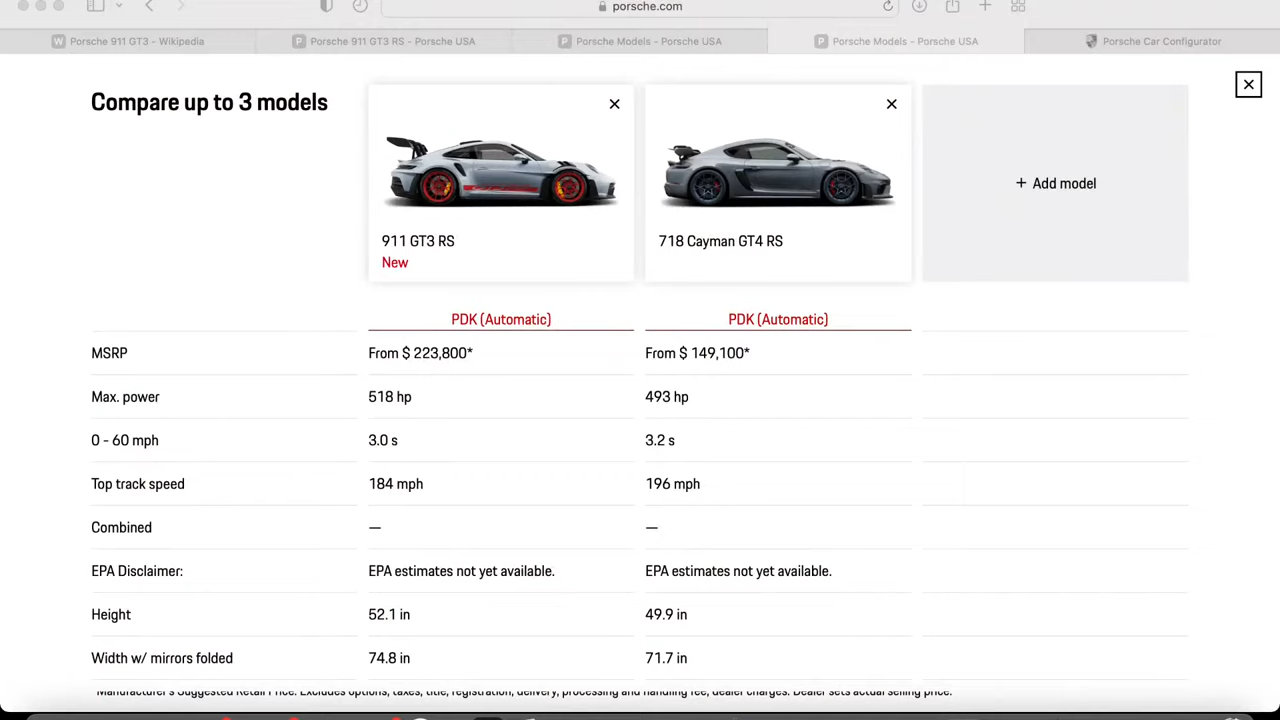 porsche.com
W Porsche 911 GT3 - Wikipedia
P Porsche 911 GT3 RS - Porsche USA
P Porsche Models - Porsche USA
P Porsche Models - Porsche USA
Porsche Car Configurator
Compare up to 3 models
911 GT3 RS
New
718 Cayman GT4 RS
+ Add model
PDK (Automatic) PDK (Automatic)
MSRP From $ 223,800* From $ 149,100*
Max. power 518 hp 493 hp
0 - 60 mph 3.0 s 3.2 s
Top track speed 184 mph 196 mph
Combined — —
EPA Disclaimer: EPA estimates not yet available. EPA estimates not yet available.
Height 52.1 in 49.9 in
Width w/ mirrors folded 74.8 in 71.7 in
*Manufacturer's Suggested Retail Price. Excludes options, taxes, title, registration, delivery, processing and handling fee, dealer charges. Dealer sets actual selling price.